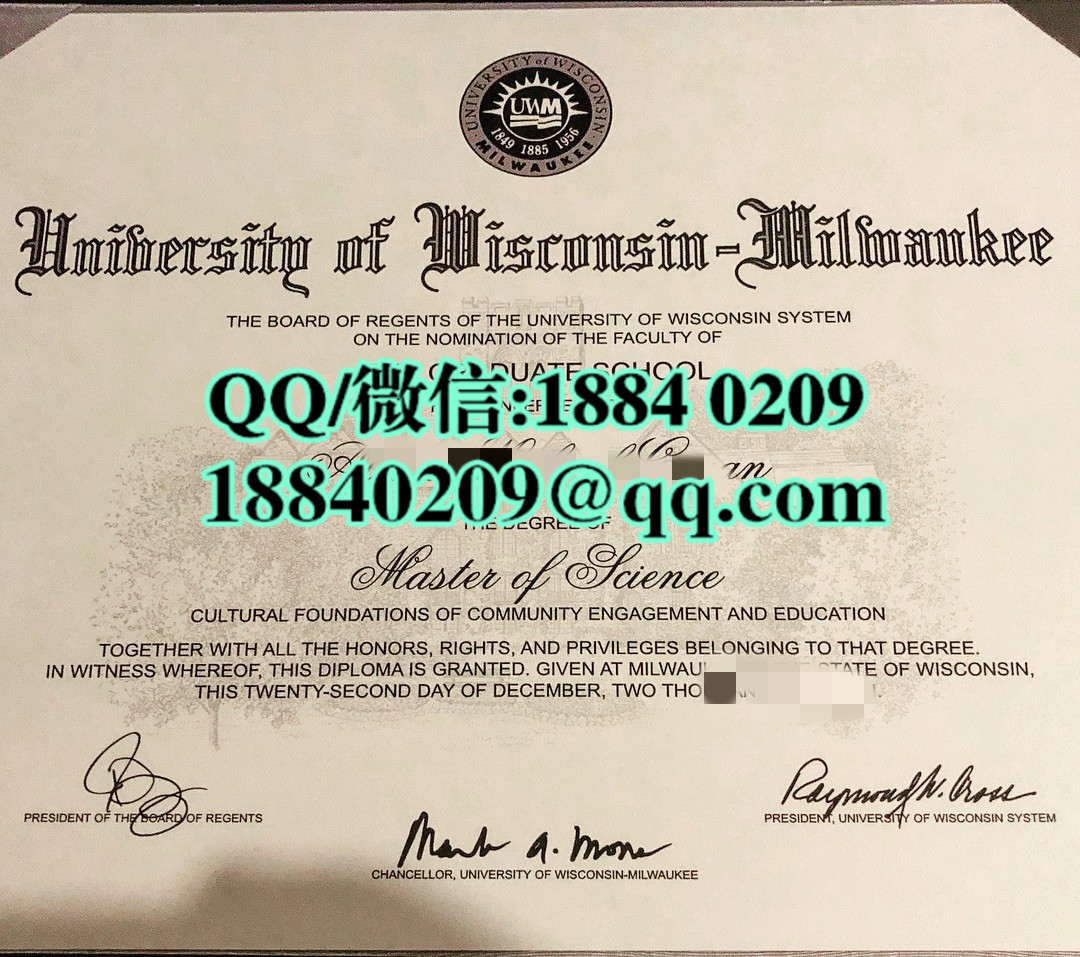 UNIVERSITY of WISCONSIN
UWM
1849 1885 1956
MILWAUKEE
University of Wisconsin-Milwaukee
THE BOARD OF REGENTS OF THE UNIVERSITY OF WISCONSIN SYSTEM
ON THE NOMINATION OF THE FACULTY OF
GRADUATE SCHOOL
QQ/微信:1884 0209
18840209@qq.com
THE DEGREE OF
Master of Science
CULTURAL FOUNDATIONS OF COMMUNITY ENGAGEMENT AND EDUCATION
TOGETHER WITH ALL THE HONORS, RIGHTS, AND PRIVILEGES BELONGING TO THAT DEGREE.
IN WITNESS WHEREOF, THIS DIPLOMA IS GRANTED. GIVEN AT STATE OF WISCONSIN,
THIS TWENTY-SECOND DAY OF DECEMBER, TWO
PRESIDENT OF THE BOARD OF REGENTS
Raymond W. Cross
PRESIDENT, UNIVERSITY OF WISCONSIN SYSTEM
Mark A. Mone
CHANCELLOR, UNIVERSITY OF WISCONSIN-MILWAUKEE